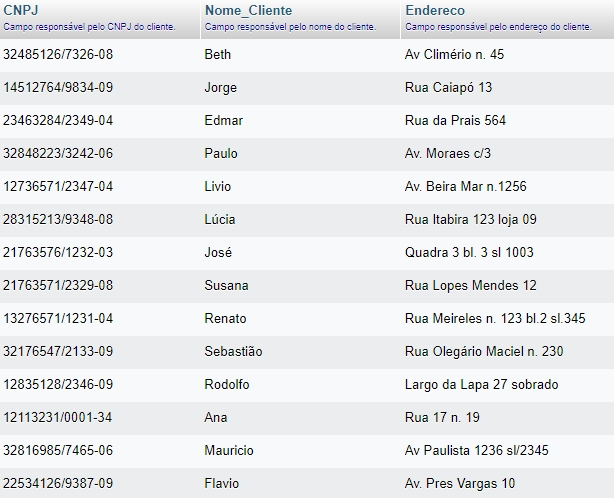 CNPJ Nome_Cliente Endereco
Campo responsável pelo CNPJ do cliente. Campo responsável pelo nome do cliente. Campo responsável pelo endereço do cliente.
32485126/7326-08 Beth Av Climério n. 45
14512764/9834-09 Jorge Rua Caiapó 13
23463284/2349-04 Edmar Rua da Prais 564
32848223/3242-06 Paulo Av. Moraes c/3
12736571/2347-04 Livio Av. Beira Mar n.1256
28315213/9348-08 Lúcia Rua Itabira 123 loja 09
21763576/1232-03 José Quadra 3 bl. 3 sl 1003
21763571/2329-08 Susana Rua Lopes Mendes 12
13276571/1231-04 Renato Rua Meireles n. 123 bl.2 sl.345
32176547/2133-09 Sebastião Rua Olegário Maciel n. 230
12835128/2346-09 Rodolfo Largo da Lapa 27 sobrado
12113231/0001-34 Ana Rua 17 n. 19
32816985/7465-06 Mauricio Av Paulista 1236 sl/2345
22534126/9387-09 Flavio Av. Pres Vargas 10